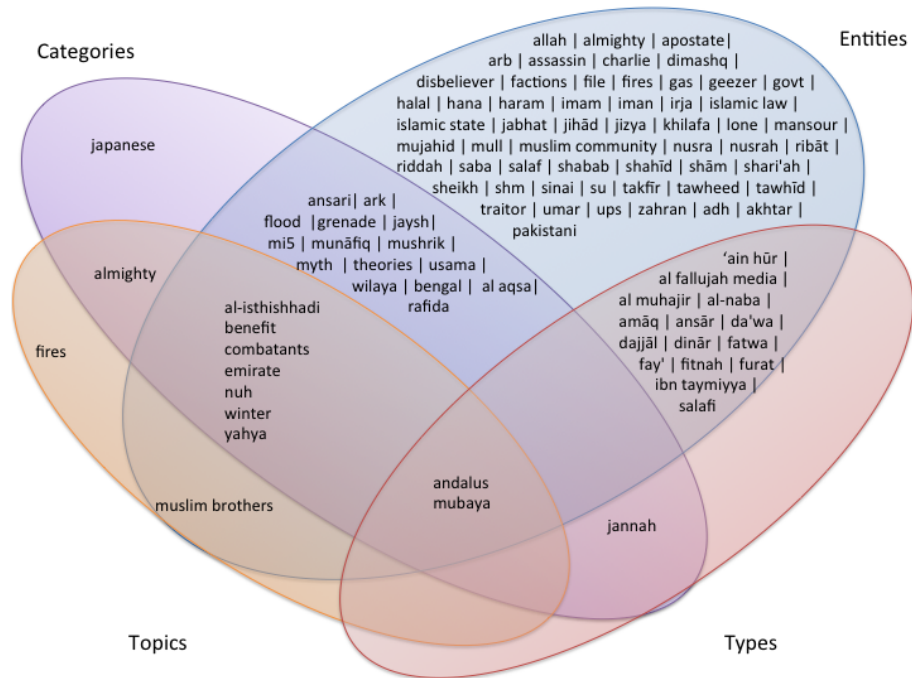 Categories
Entities
allah | almighty | apostate|
arb | assassin | charlie | dimashq |
disbeliever | factions | file | fires | gas | geezer | govt |
halal | hana | haram | imam | iman | irja | islamic law |
islamic state | jabhat | jihād | jizya | khilafa | lone | mansour |
mujahid | mull | muslim community | nusra | nusrah | ribāt |
riddah | saba | salaf | shabab | shahīd | shām | shari'ah |
sheikh | shm | sinai | su | takfīr | tawheed | tawhīd |
traitor | umar | ups | zahran | adh | akhtar |
pakistani
japanese
ansari| ark |
flood |grenade | jaysh|
mi5 | munāfiq | mushrik |
myth | theories | usama |
wilaya | bengal | al aqsa|
rafida
almighty
fires
al-isthishhadi
benefit
combatants
emirate
nuh
winter
yahya
‘ain hūr |
al fallujah media |
al muhajir | al-naba |
amāq | ansār | da'wa |
dajjāl | dinār | fatwa |
fay' | fitnah | furat |
ibn taymiyya |
salafi
muslim brothers
andalus
mubaya
jannah
Topics
Types